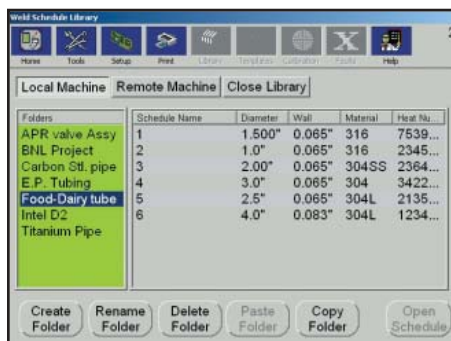 Weld Schedule Library
Home Tools Setup Print Library Templates Calibration Faults Help
Local Machine Remote Machine Close Library
Folders Schedule Name Diameter Wall Material Heat Nu...
APR valve Assy 1 1.500" 0.065" 316 7539...
BNL Project 2 1.0" 0.065" 316 2345...
Carbon Stl. pipe 3 2.00" 0.065" 304SS 2364...
E.P. Tubing 4 3.0" 0.065" 304 3422...
Food-Dairy tube 5 2.5" 0.065" 304L 2135...
Intel D2 6 4.0" 0.083" 304L 1234...
Titanium Pipe
Create Folder Rename Folder Delete Folder Paste Folder Copy Folder Open Schedule